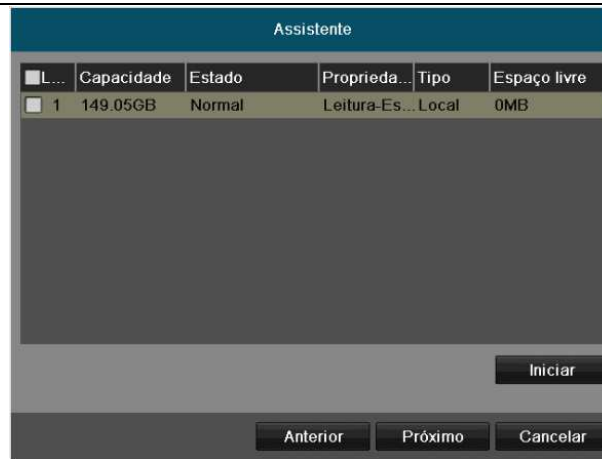 Assistente
L... Capacidade Estado Proprieda... Tipo Espaço livre
1 149.05GB Normal Leitura-Es... Local 0MB
Iniciar
Anterior Próximo Cancelar